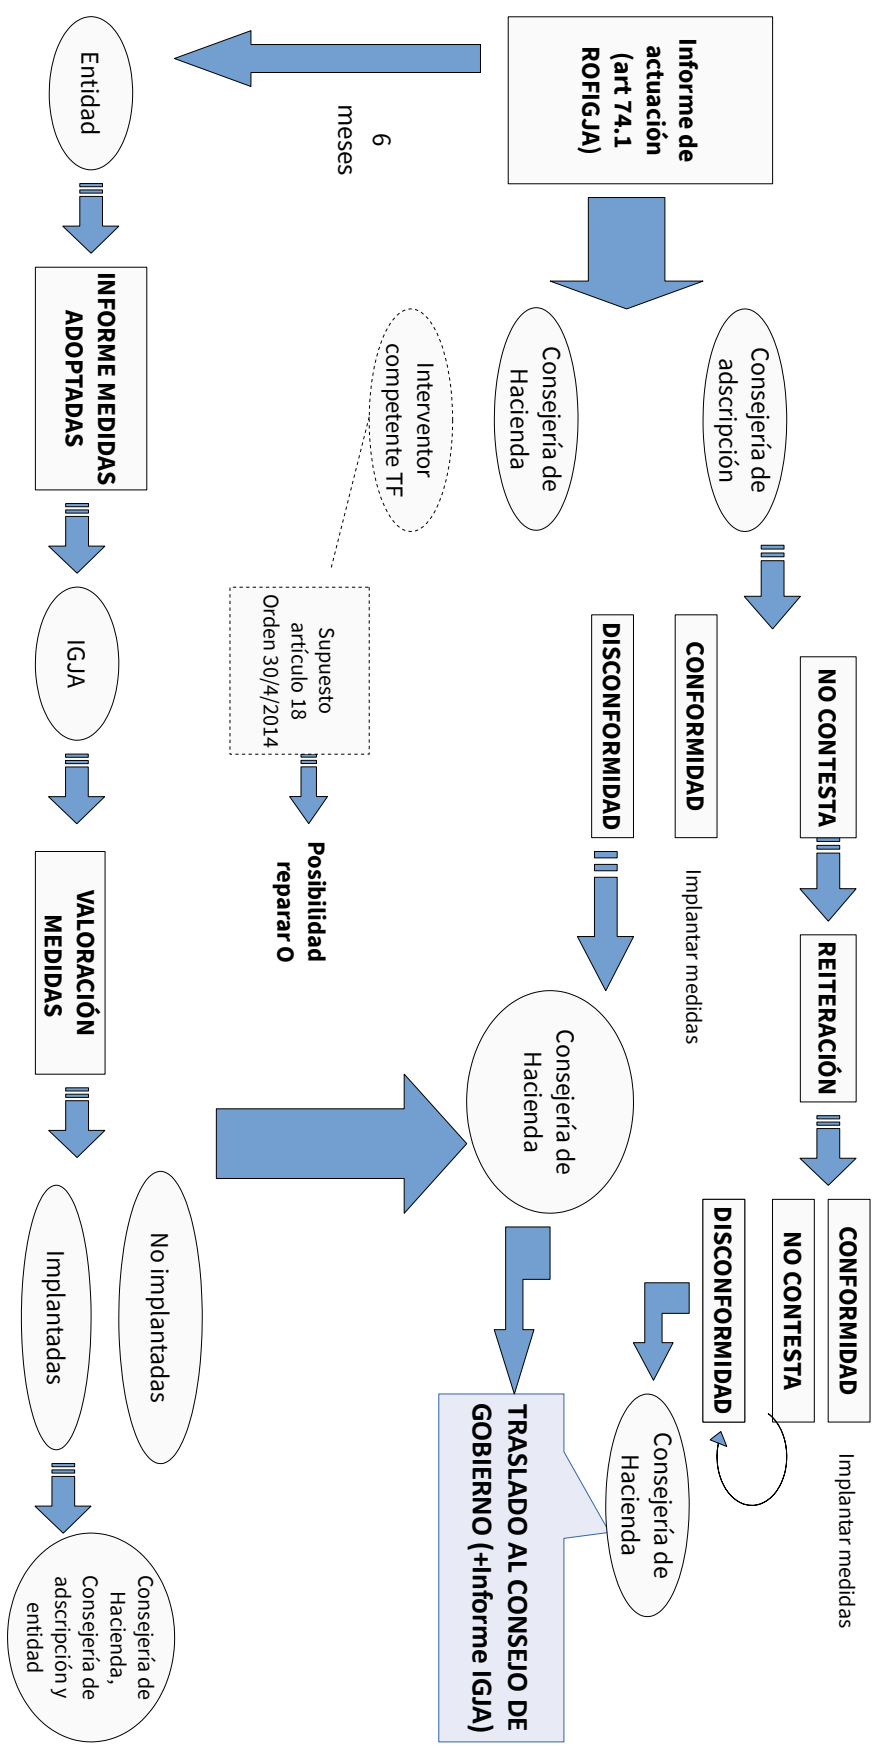 Informe de
actuación
(art 74.1
ROFIGJA)
6
meses
Entidad
INFORME MEDIDAS
ADOPTADAS
IGJA
VALORACIÓN
MEDIDAS
No implantadas
Implantadas
Consejería de
Hacienda,
Consejería de
adscripción y
entidad
Consejería de
adscripción
Consejería de
Hacienda
Interventor
competente TF
Supuesto
artículo 18
Orden 30/4/2014
Posibilidad
reparar O
NO CONTESTA
REITERACIÓN
CONFORMIDAD
NO CONTESTA
DISCONFORMIDAD
Implantar medidas
CONFORMIDAD
Implantar medidas
DISCONFORMIDAD
Consejería de
Hacienda
Consejería de
Hacienda
TRASLADO AL CONSEJO DE
GOBIERNO (+Informe IGJA)